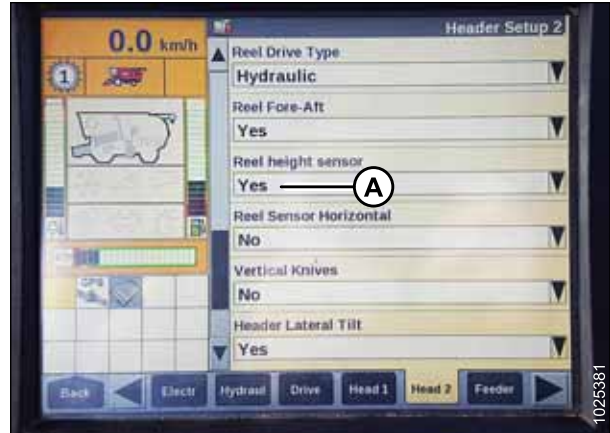 0.0 km/h
Header Setup 2
1
Reel Drive Type
Hydraulic
Reel Fore-Aft
Yes
Reel height sensor
Yes
A
Reel Sensor Horizontal
No
Vertical Knives
No
Header Lateral Tilt
Yes
Back
Electr
Hydraul
Drive
Head 1
Head 2
Feeder
1025381